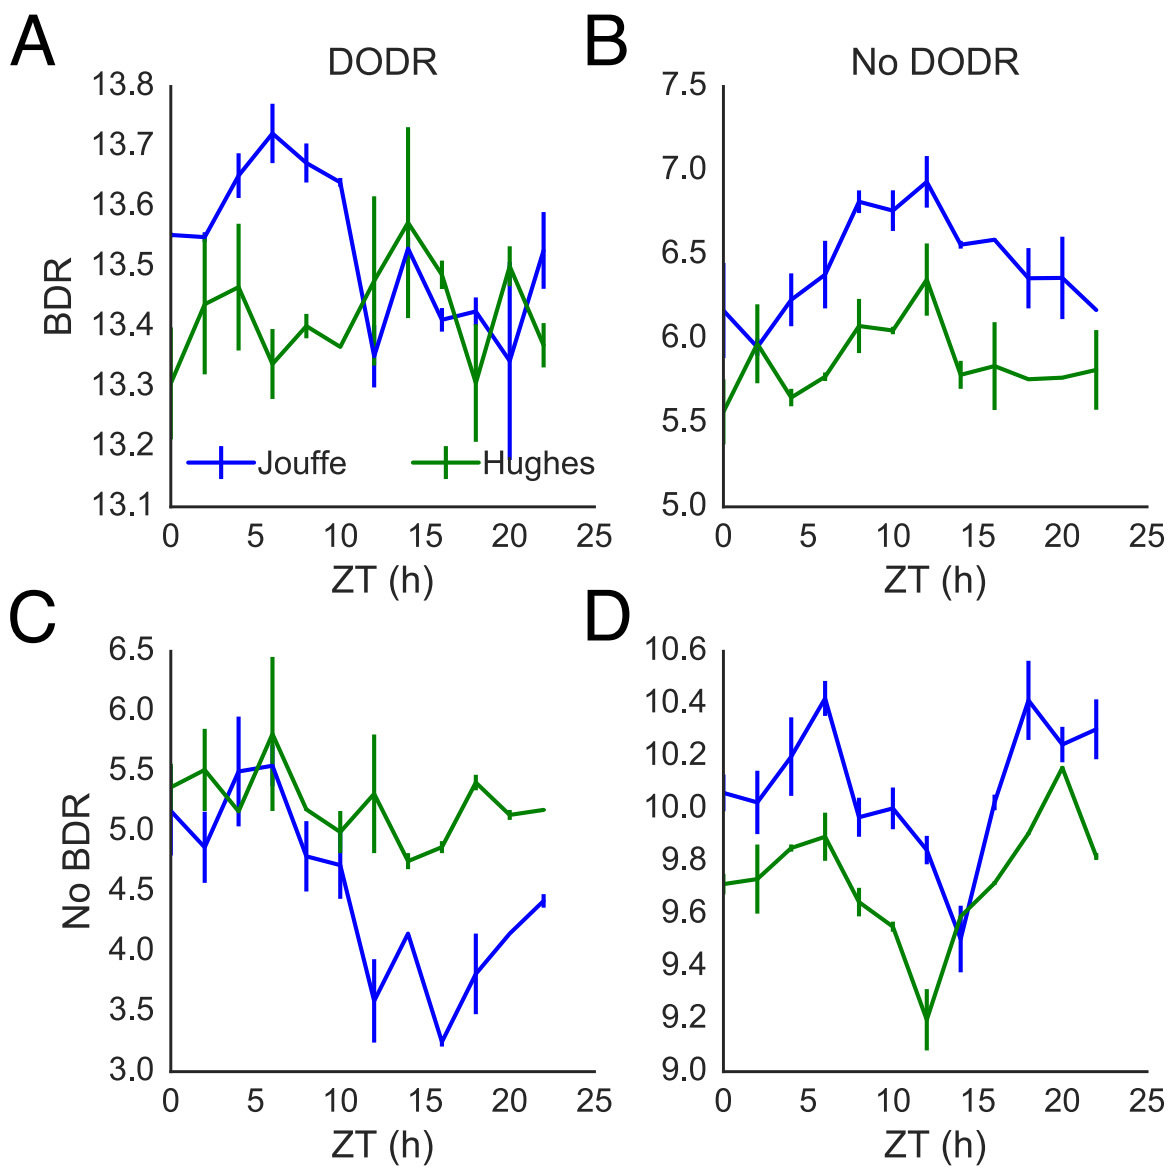 A
DODR
13.8
13.7
13.6
13.5
13.4
13.3
13.2
13.1
BDR
Jouffe
Hughes
0 5 10 15 20 25
ZT (h)
B
No DODR
7.5
7.0
6.5
6.0
5.5
5.0
0 5 10 15 20 25
ZT (h)
C
6.5
6.0
5.5
5.0
4.5
4.0
3.5
3.0
No BDR
0 5 10 15 20 25
ZT (h)
D
10.6
10.4
10.2
10.0
9.8
9.6
9.4
9.2
9.0
0 5 10 15 20 25
ZT (h)